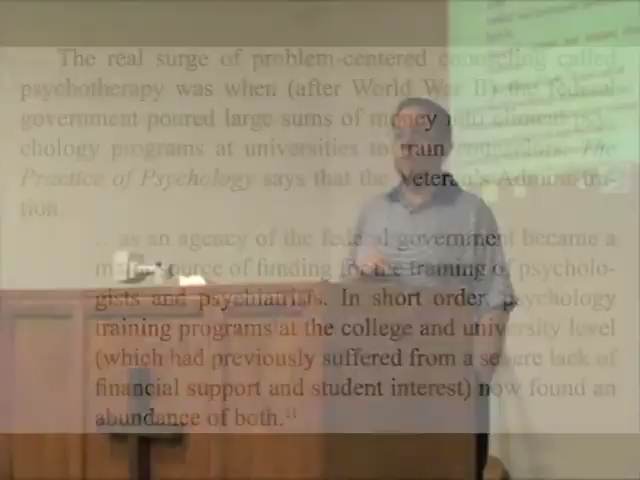 The real surge of problem-centered counseling called
psychotherapy was when (after World War II) the federal
government poured large sums of money into clinical psy-
chology programs at universities to train counselors. The
Practice of Psychology says that the Veteran's Administra-
tion
... as an agency of the federal government became a
major source of funding for the training of psycholo-
gists and psychiatrists. In short order, psychology
training programs at the college and university level
(which had previously suffered from a severe lack of
financial support and student interest) now found an
abundance of both.¹¹